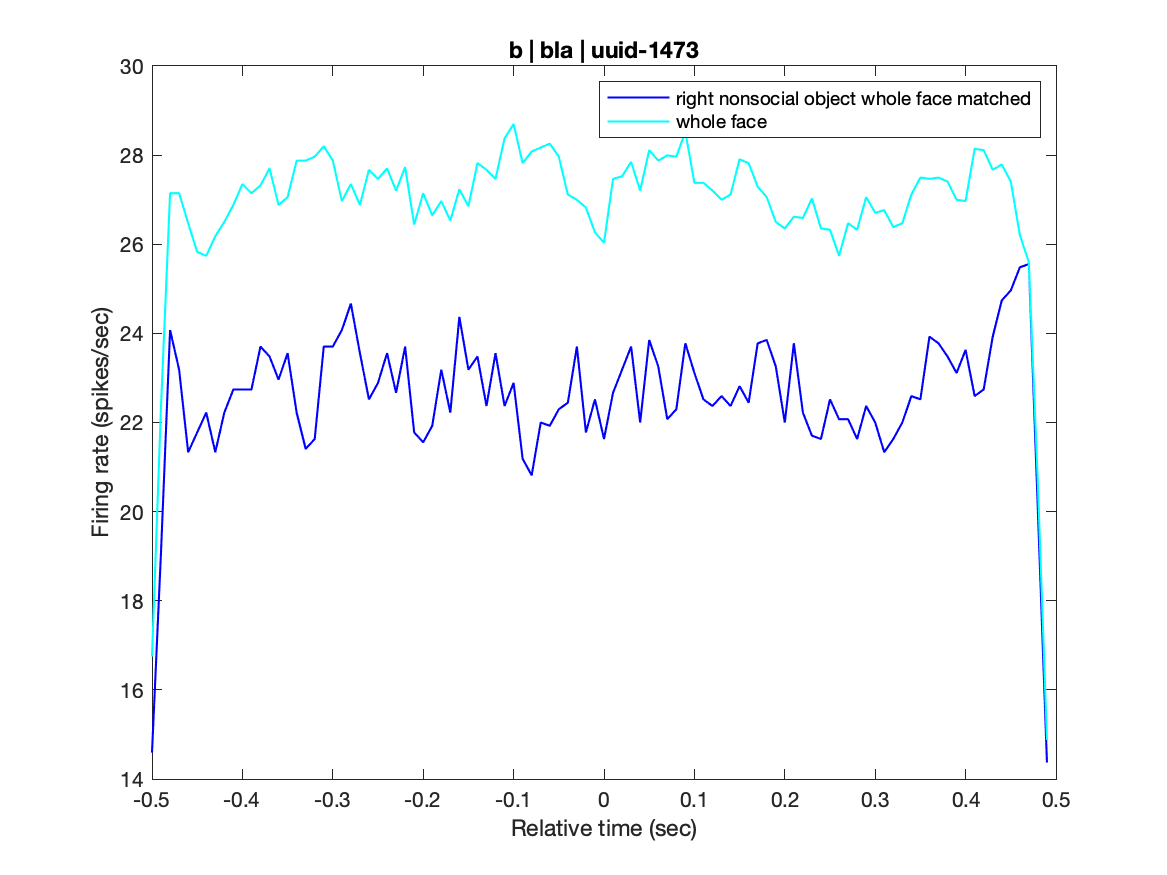 b | bla | uuid-1473
right nonsocial object whole face matched
whole face
30
28
26
24
22
20
18
16
14
Firing rate (spikes/sec)
-0.5 -0.4 -0.3 -0.2 -0.1 0 0.1 0.2 0.3 0.4 0.5
Relative time (sec)